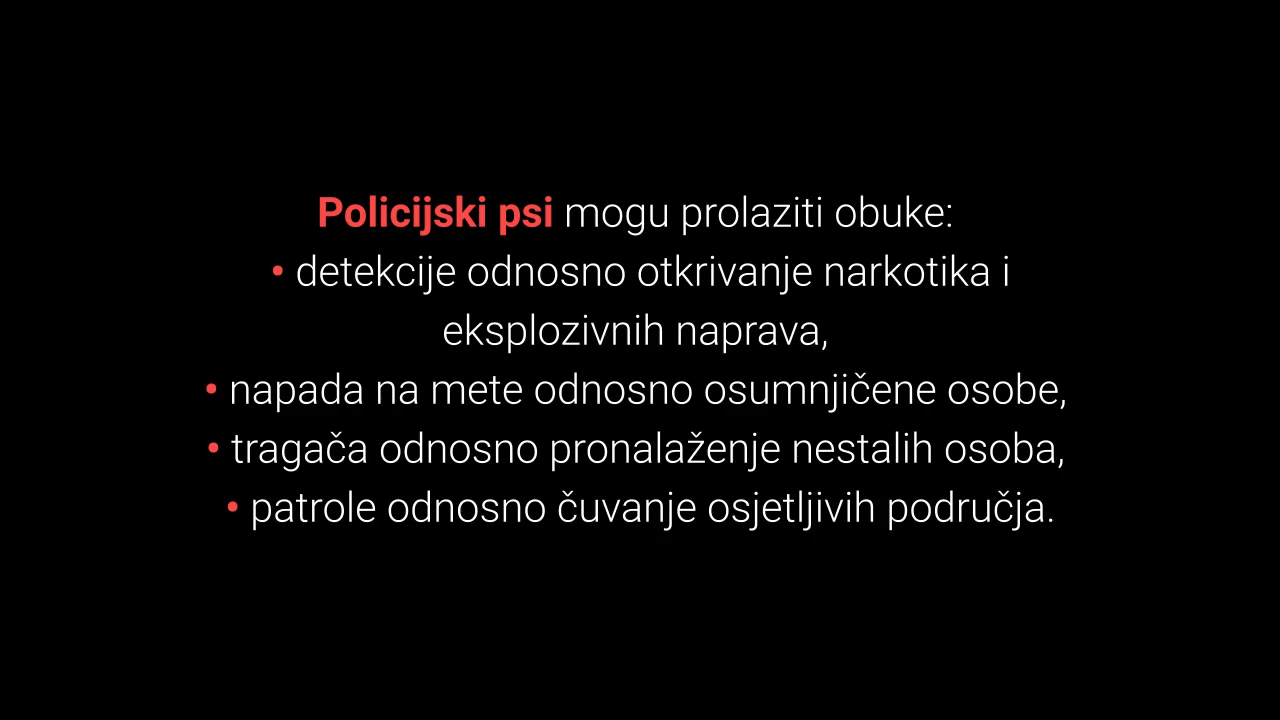 Policijski psi mogu prolaziti obuke:
• detekcije odnosno otkrivanje narkotika i
eksplozivnih naprava,
• napada na mete odnosno osumnjičene osobe,
• tragača odnosno pronalaženje nestalih osoba,
• patrole odnosno čuvanje osjetljivih područja.